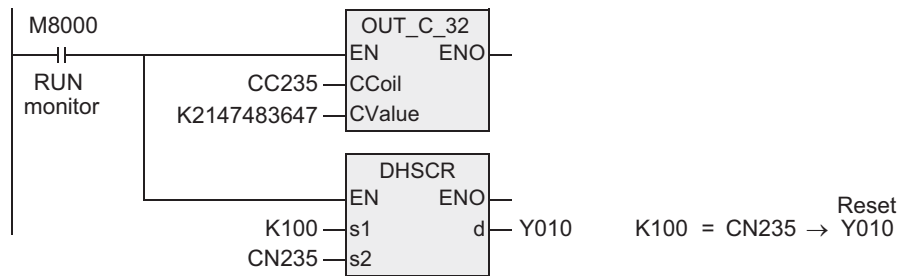 M8000
RUN
monitor
OUT_C_32
EN ENO
CC235 CCoil
K2147483647 CValue
DHSCR
EN ENO
K100 s1 d Y010
CN235 s2
Reset
K100 = CN235 → Y010